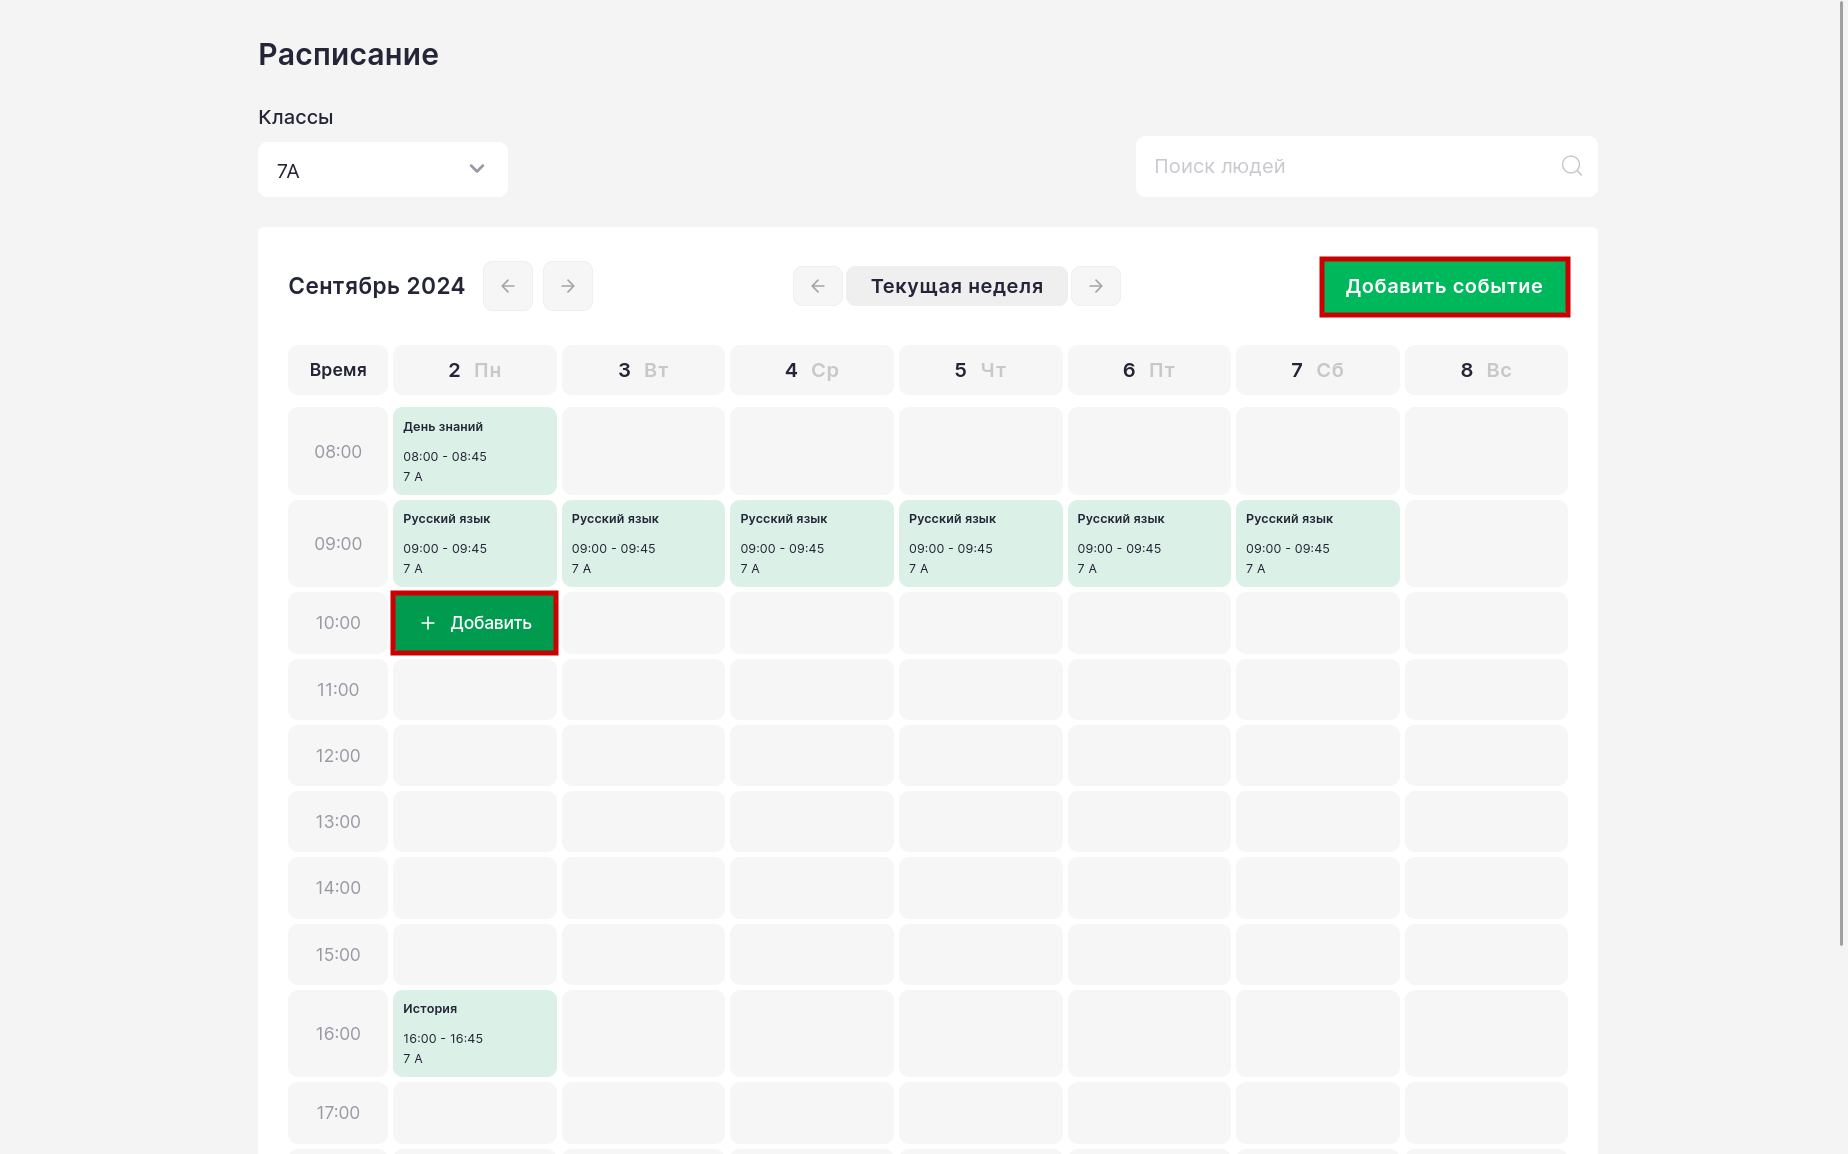 Расписание
Классы
7А
Поиск людей
Сентябрь 2024
Текущая неделя
Добавить событие
Время 2 Пн 3 Вт 4 Ср 5 Чт 6 Пт 7 Сб 8 Вс
08:00
День знаний
08:00 - 08:45
7 А
09:00
Русский язык
09:00 - 09:45
7 А
Русский язык
09:00 - 09:45
7 А
Русский язык
09:00 - 09:45
7 А
Русский язык
09:00 - 09:45
7 А
Русский язык
09:00 - 09:45
7 А
Русский язык
09:00 - 09:45
7 А
10:00
+ Добавить
11:00
12:00
13:00
14:00
15:00
16:00
История
16:00 - 16:45
7 А
17:00